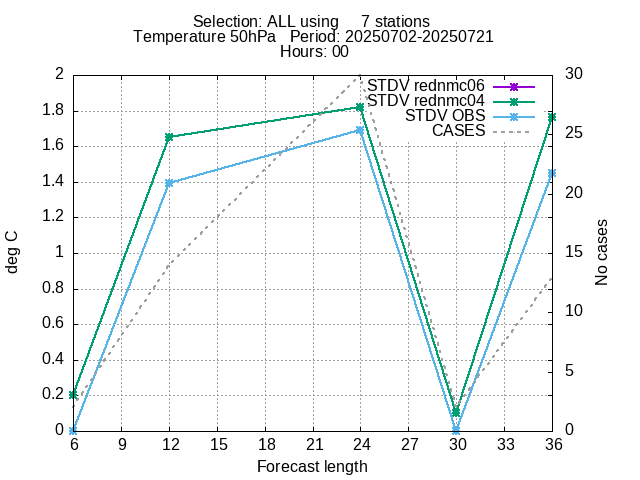 Selection: ALL using 7 stations
Temperature 50hPa Period: 20250702-20250721
Hours: 00
STDV rednmc06
STDV rednmc04
STDV OBS
CASES
deg C
No cases
2
1.8
1.6
1.4
1.2
1
0.8
0.6
0.4
0.2
0
30
25
20
15
10
5
0
6 9 12 15 18 21 24 27 30 33 36
Forecast length